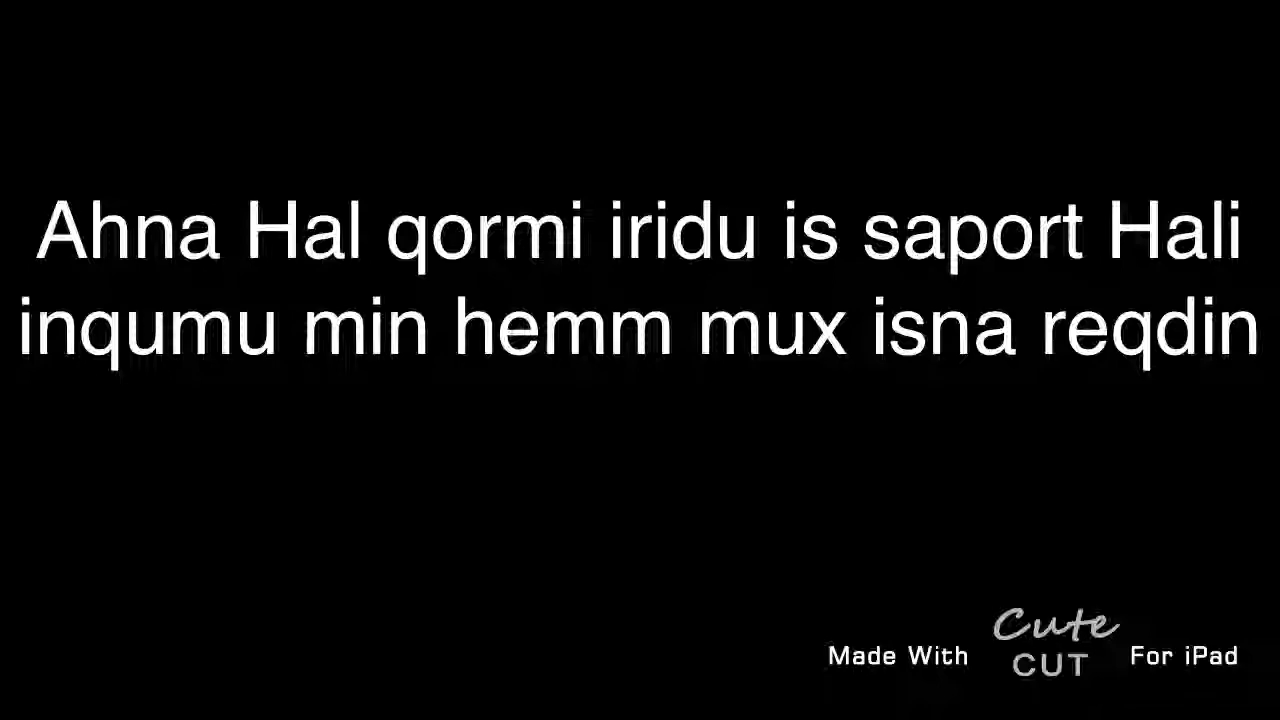 Ahna Hal qormi iridu is saport Hali
inqumu min hemm mux isna reqdin
Made With Cute CUT For iPad